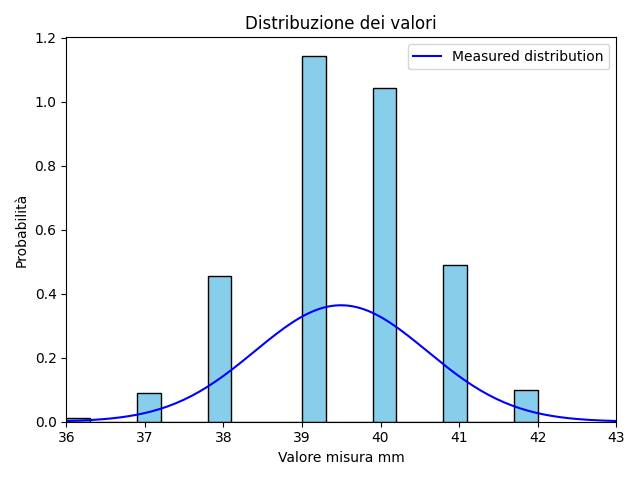 Distribuzione dei valori
Measured distribution
Probabilità
1.2
1.0
0.8
0.6
0.4
0.2
0.0
36 37 38 39 40 41 42 43
Valore misura mm